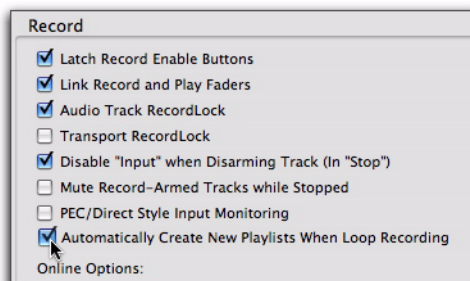 Record
Latch Record Enable Buttons
Link Record and Play Faders
Audio Track RecordLock
Transport RecordLock
Disable "Input" when Disarming Track (In "Stop")
Mute Record-Armed Tracks while Stopped
PEC/Direct Style Input Monitoring
Automatically Create New Playlists When Loop Recording
Online Options: